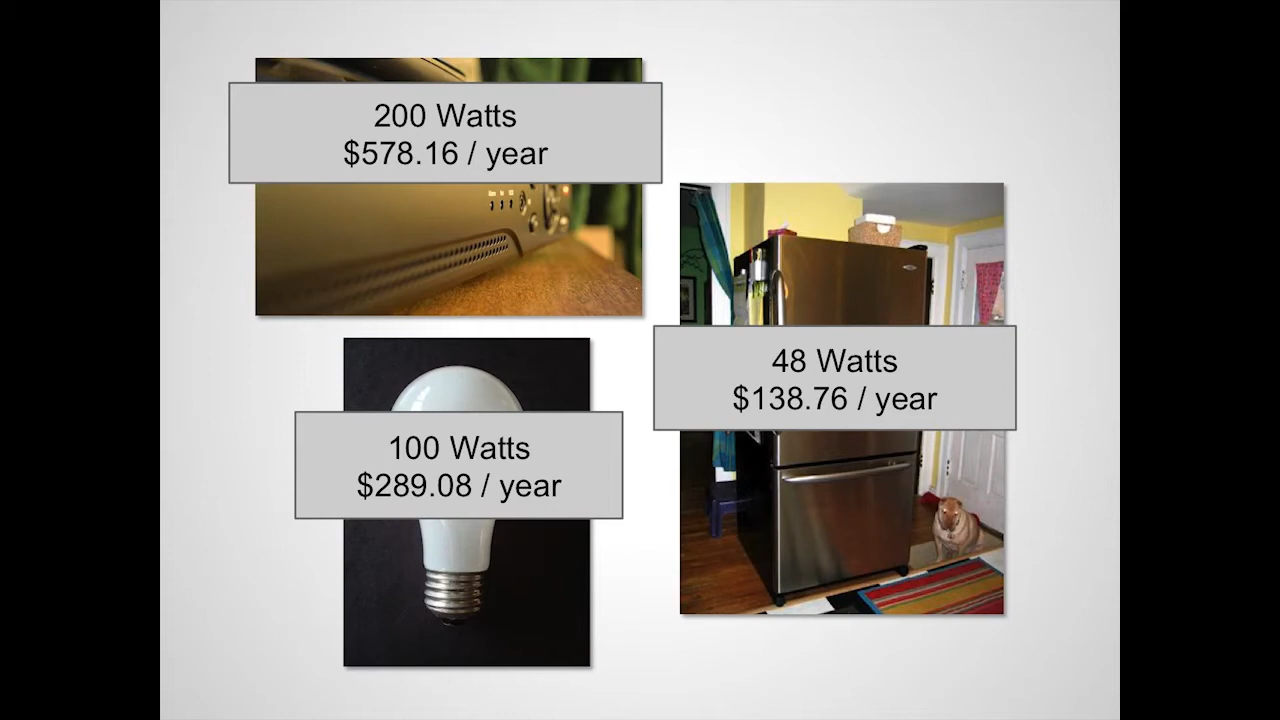 200 Watts
$578.16 / year
48 Watts
$138.76 / year
100 Watts
$289.08 / year